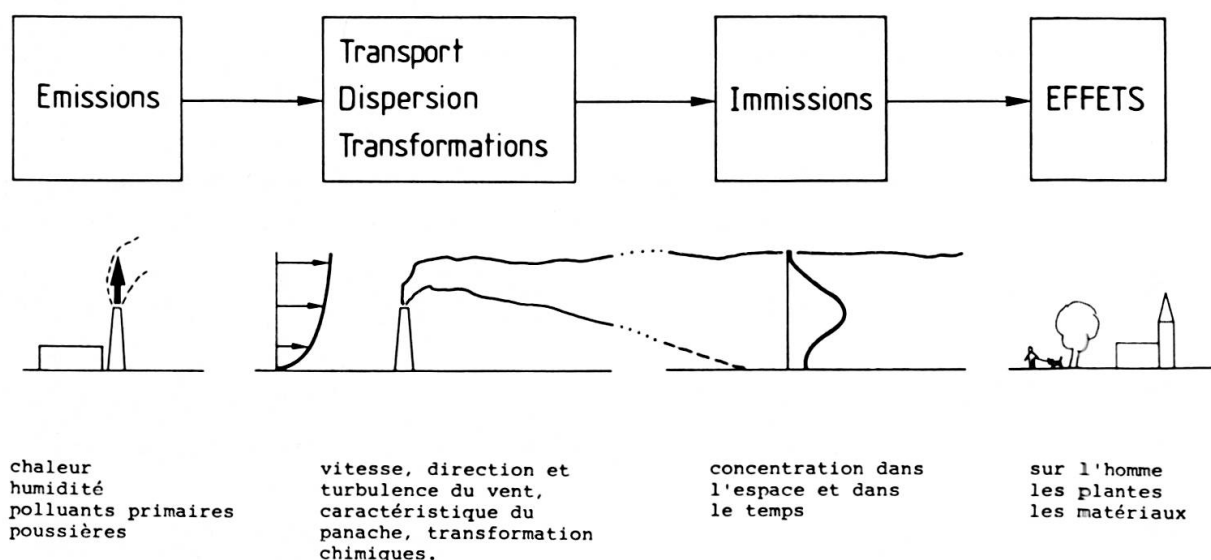 Emissions
Transport
Dispersion
Transformations
Immissions
EFFETS
chaleur
humidité
polluants primaires
poussières
vitesse, direction et
turbulence du vent,
caractéristique du
panache, transformation
chimiques.
concentration dans
l'espace et dans
le temps
sur l'homme
les plantes
les matériaux